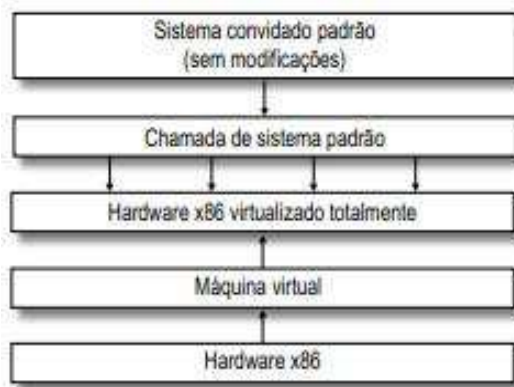 Sistema convidado padrão
(sem modificações)
Chamada de sistema padrão
Hardware x86 virtualizado totalmente
Máquina virtual
Hardware x86